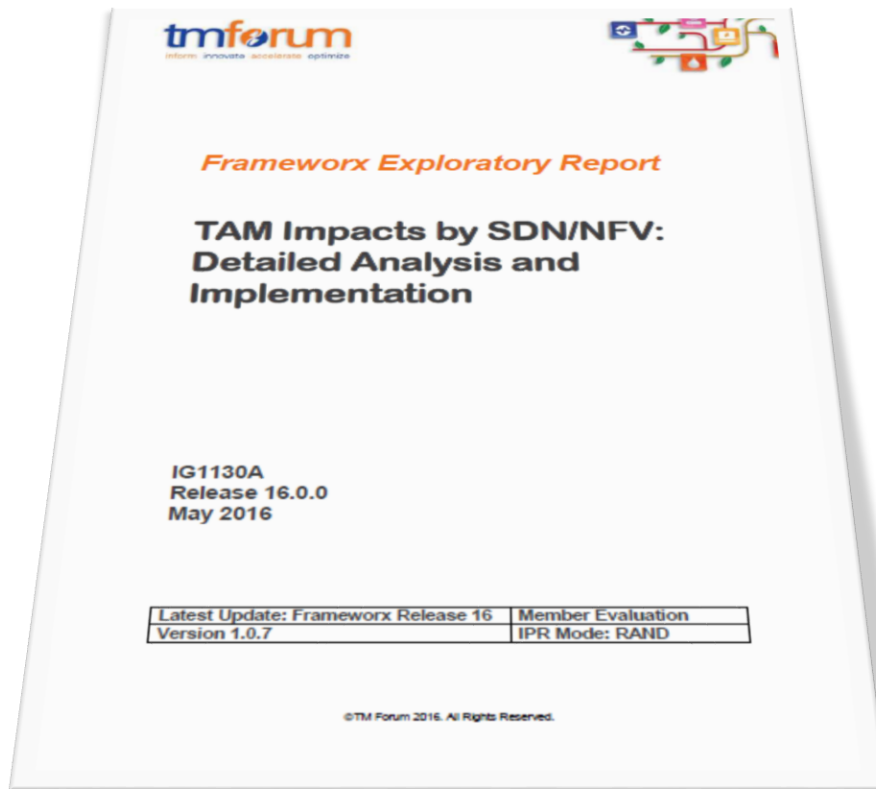 tmforum
inform innovate accelerate optimize
Frameworx Exploratory Report
TAM Impacts by SDN/NFV:
Detailed Analysis and
Implementation
IG1130A
Release 16.0.0
May 2016
Latest Update: Frameworx Release 16 Member Evaluation
Version 1.0.7 IPR Mode: RAND
©TM Forum 2016. All Rights Reserved.